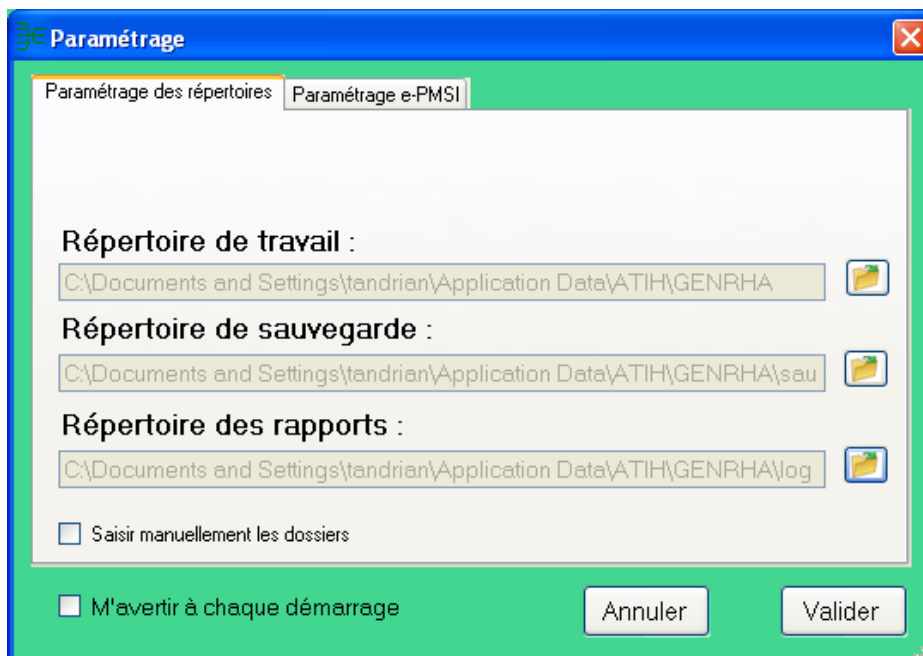 Paramétrage
Paramétrage des répertoires Paramétrage e-PMSI
Répertoire de travail :
C:\Documents and Settings\tandrian\Application Data\ATIH\GENRHA
Répertoire de sauvegarde :
C:\Documents and Settings\tandrian\Application Data\ATIH\GENRHA\sau
Répertoire des rapports :
C:\Documents and Settings\tandrian\Application Data\ATIH\GENRHA\log
Saisir manuellement les dossiers
M'avertir à chaque démarrage Annuler Valider